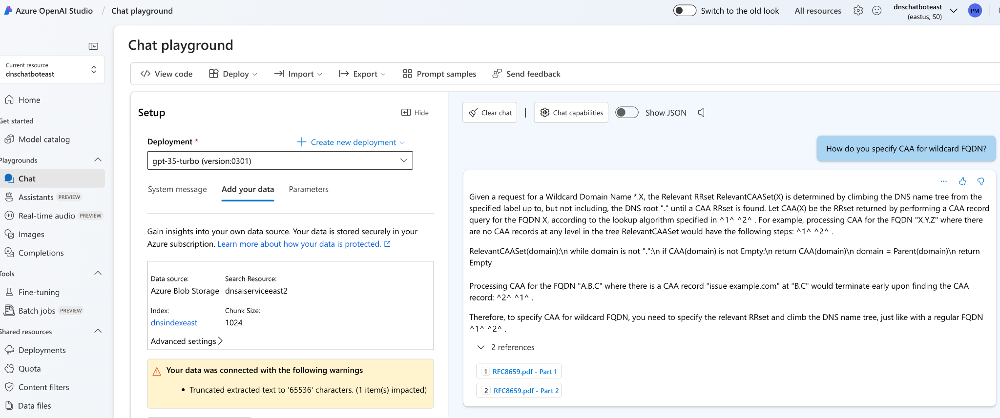 Azure OpenAI Studio / Chat playground
Switch to the old look
All resources
dnschatboteast
(eastus, S0)
PM
Current resource
dnschatboteast
Home
Get started
Model catalog
Playgrounds
Chat
Assistants PREVIEW
Real-time audio PREVIEW
Images
Completions
Tools
Fine-tuning
Batch jobs PREVIEW
Shared resources
Deployments
Quota
Content filters
Data files
Chat playground
View code
Deploy
Import
Export
Prompt samples
Send feedback
Setup
Hide
Deployment *
Create new deployment
gpt-35-turbo (version:0301)
System message
Add your data
Parameters
Gain insights into your own data source. Your data is stored securely in your
Azure subscription. Learn more about how your data is protected.
Data source:
Azure Blob Storage
Search Resource:
dnsaiserviceeast2
Index:
dnsindexeast
Chunk Size:
1024
Advanced settings
Your data was connected with the following warnings
• Truncated extracted text to '65536' characters. (1 item(s) impacted)
Clear chat
|
Chat capabilities
Show JSON
How do you specify CAA for wildcard FQDN?
Given a request for a Wildcard Domain Name *.X, the Relevant RRset RelevantCAASet(X) is determined by climbing the DNS name tree from the
specified label up to, but not including, the DNS root "." until a CAA RRset is found. Let CAA(X) be the RRset returned by performing a CAA record
query for the FQDN X, according to the lookup algorithm specified in ^1^ ^2^ . For example, processing CAA for the FQDN "X.Y.Z" where there
are no CAA records at any level in the tree RelevantCAASet would have the following steps: ^1^ ^2^ .
RelevantCAASet(domain):\n while domain is not ".":\n if CAA(domain) is not Empty:\n return CAA(domain)\n domain = Parent(domain)\n return
Empty
Processing CAA for the FQDN "A.B.C" where there is a CAA record "issue example.com" at "B.C" would terminate early upon finding the CAA
record: ^2^ ^1^ .
Therefore, to specify CAA for wildcard FQDN, you need to specify the relevant RRset and climb the DNS name tree, just like with a regular FQDN
^1^ ^2^ .
2 references
1 RFC8659.pdf - Part 1
2 RFC8659.pdf - Part 2